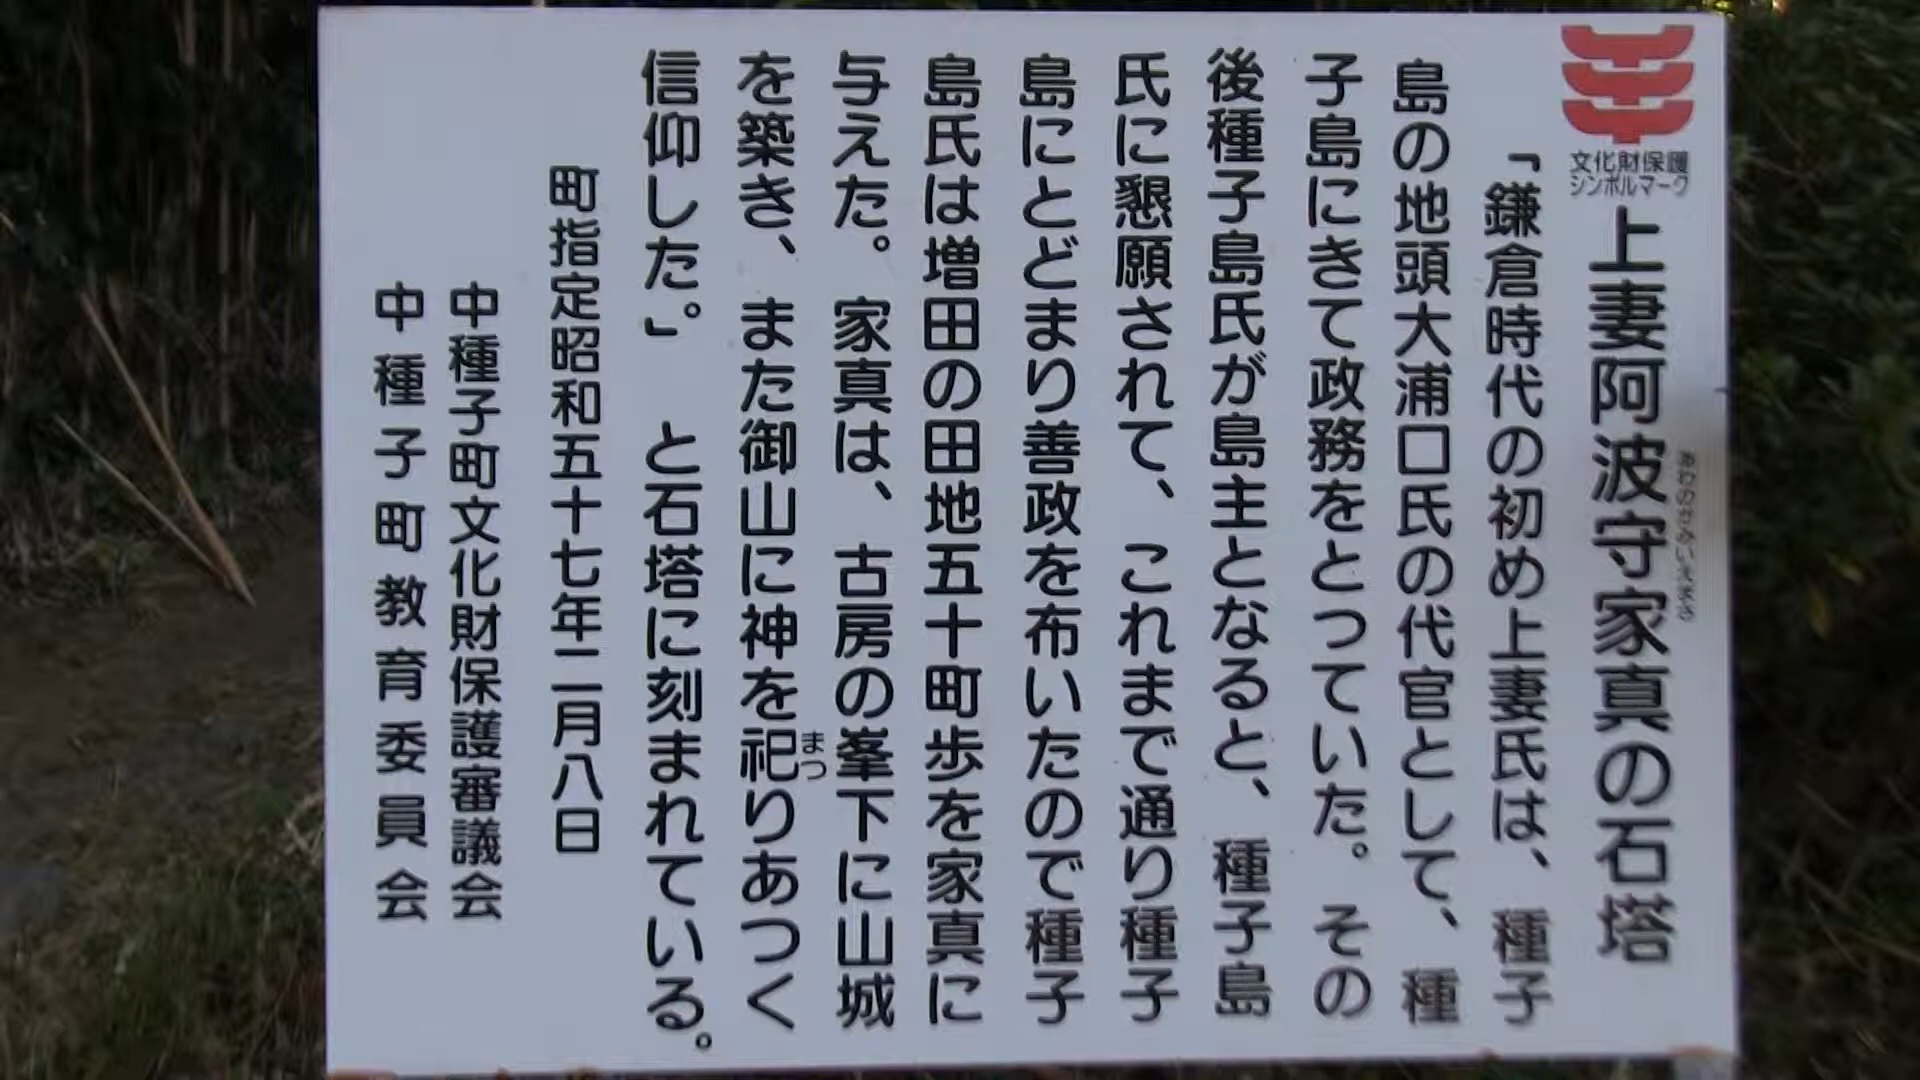 文化財保護
シンボルマーク
上妻阿波守家真の石塔
あわのかみいえまさ
「鎌倉時代の初め上妻氏は、種子
島の地頭大浦口氏の代官として、種
子島にきて政務をとっていた。その
後種子島氏が島主となると、種子島
氏に懇願されて、これまで通り種子
島にとどまり善政を布いたので種子
島氏は増田の田地五十町歩を家真に
与えた。家真は、古房の峯下に山城
を築き、また御山に神を祀りあつく
まつ
信仰した。」と石塔に刻まれている。
町指定昭和五十七年二月八日
中種子町文化財保護審議会
中種子町教育委員会